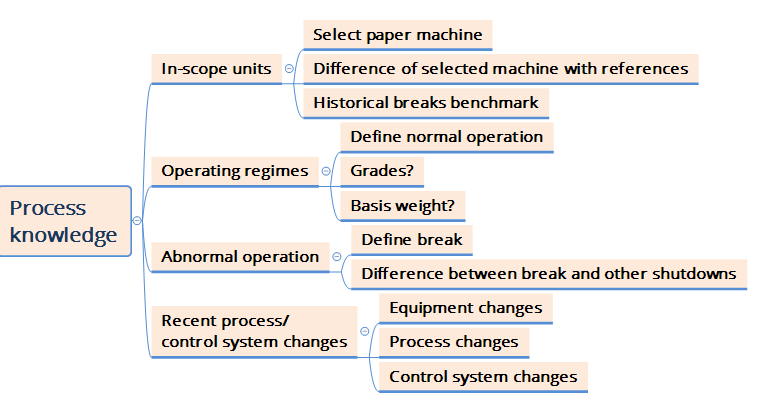 Process
knowledge
In-scope units
Select paper machine
Difference of selected machine with references
Historical breaks benchmark
Operating regimes
Define normal operation
Grades?
Basis weight?
Abnormal operation
Define break
Difference between break and other shutdowns
Recent process/
control system changes
Equipment changes
Process changes
Control system changes